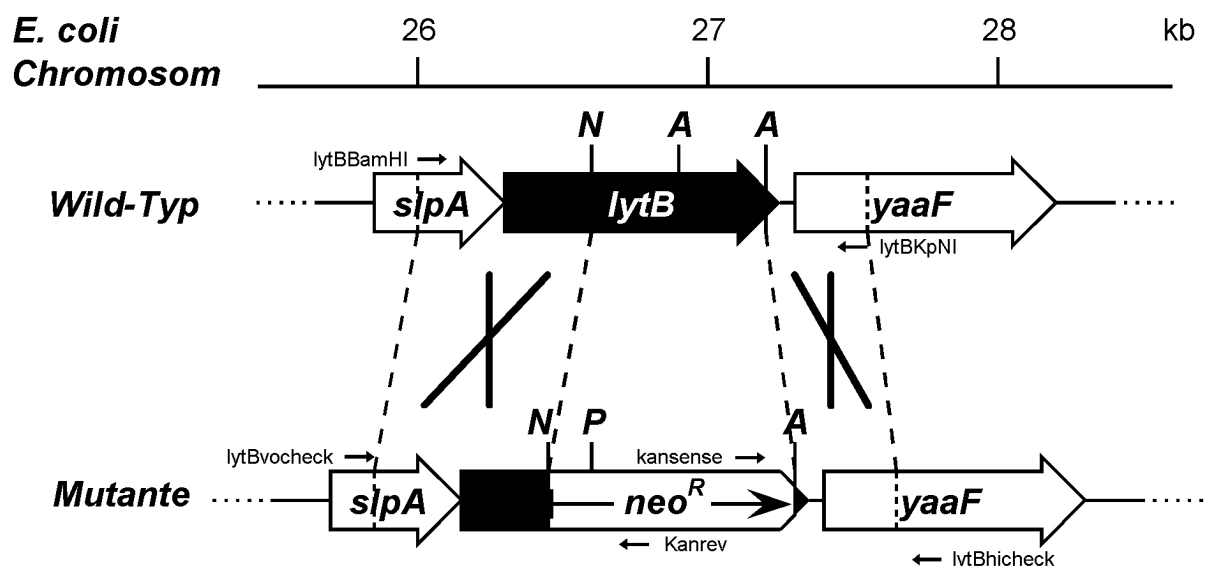 E. coli
Chromosom
26 27 28 kb
N A A
lytBBamHI
Wild-Typ slpA lytB yaaF
lytBKpNI
N P A
lytBvocheck kansense
Mutante slpA neoR yaaF
Kanrev
lytBhicheck